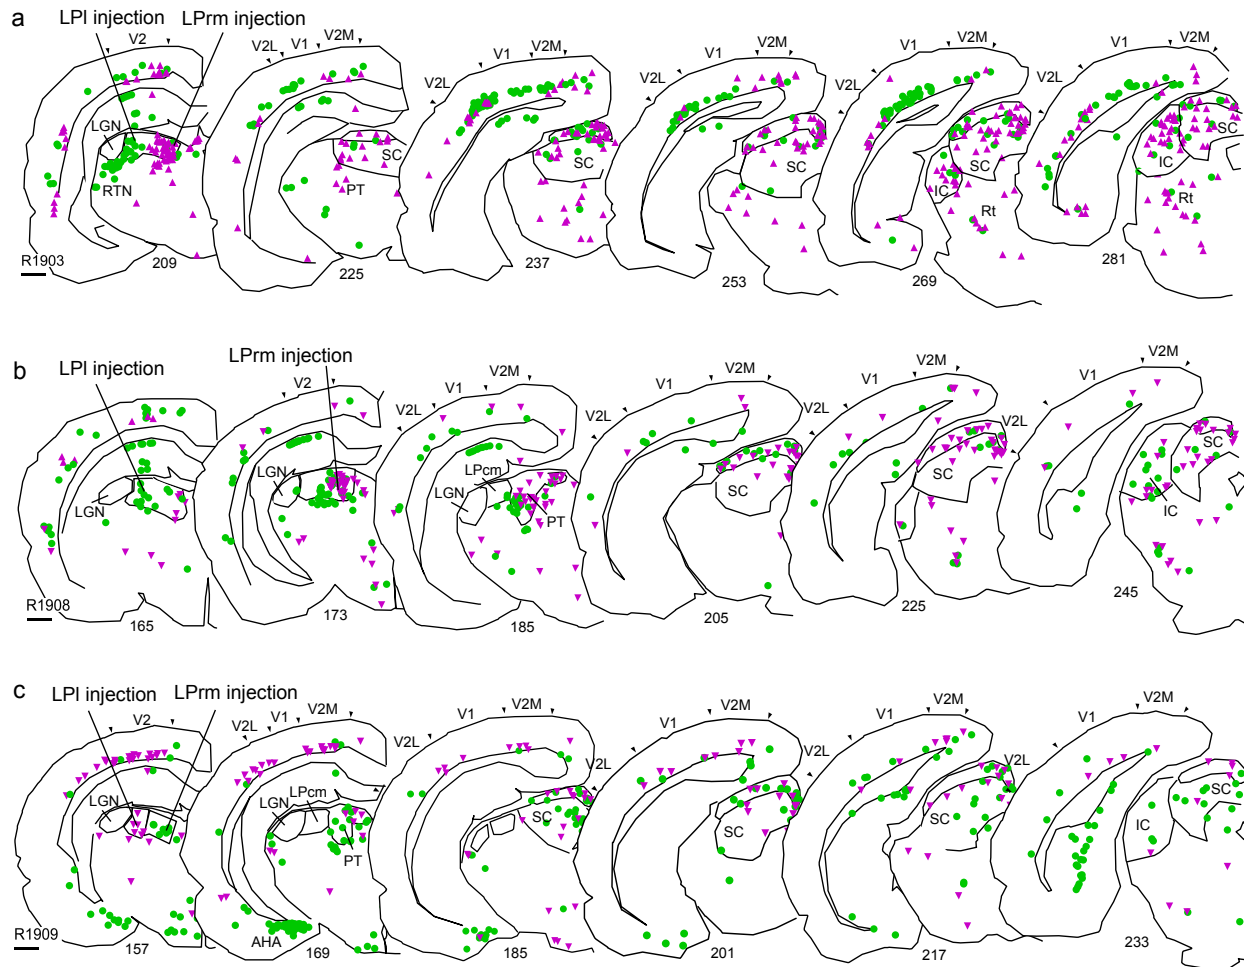 a
LPl injection
LPrm injection
V2
V2L
V1
V2M
V2L
V1
V2M
V2L
V1
V2M
V2L
V1
V2M
V2L
V1
V2M
LGN
RTN
SC
PT
SC
SC
SC
IC
Rt
SC
IC
Rt
R1903
209
225
237
253
269
281
b
LPl injection
LPrm injection
V2
V2L
V1
V2M
V2L
V1
V2M
V2L
V1
V2M
V2L
V2M
LGN
LGN
LPcm
PT
SC
SC
SC
IC
R1908
165
173
185
205
225
245
c
LPl injection
LPrm injection
V2
V2L
V1
V2M
V2L
V1
V2M
V2L
V1
V2M
V1
V2M
V2L
V2M
LGN
LGN
LPcm
PT
AHA
SC
SC
SC
IC
SC
R1909
157
169
185
201
217
233